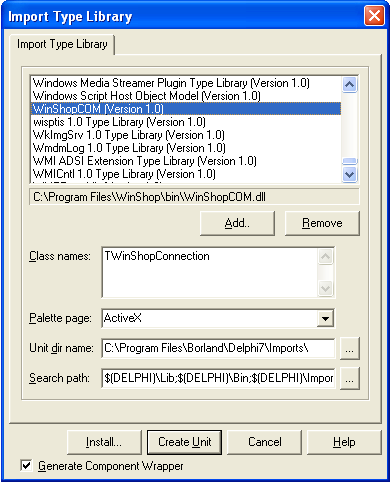 Import Type Library
Import Type Library
Windows Media Streamer Plugin Type Library (Version 1.0)
Windows Script Host Object Model (Version 1.0)
WinShopCOM (Version 1.0)
wisptis 1.0 Type Library (Version 1.0)
WkImgSrv 1.0 Type Library (Version 1.0)
WmdmLog 1.0 Type Library (Version 1.0)
WMI ADSI Extension Type Library (Version 1.0)
WMICntl 1.0 Type Library (Version 1.0)
C:\Program Files\WinShop\bin\WinShopCOM.dll
Add..
Remove
Class names:
TWinShopConnection
Palette page:
ActiveX
Unit dir name:
C:\Program Files\Borland\Delphi7\Imports\
...
Search path:
$(DELPHI)\Lib;$(DELPHI)\Bin;$(DELPHI)\Impor
...
Install...
Create Unit
Cancel
Help
Generate Component Wrapper